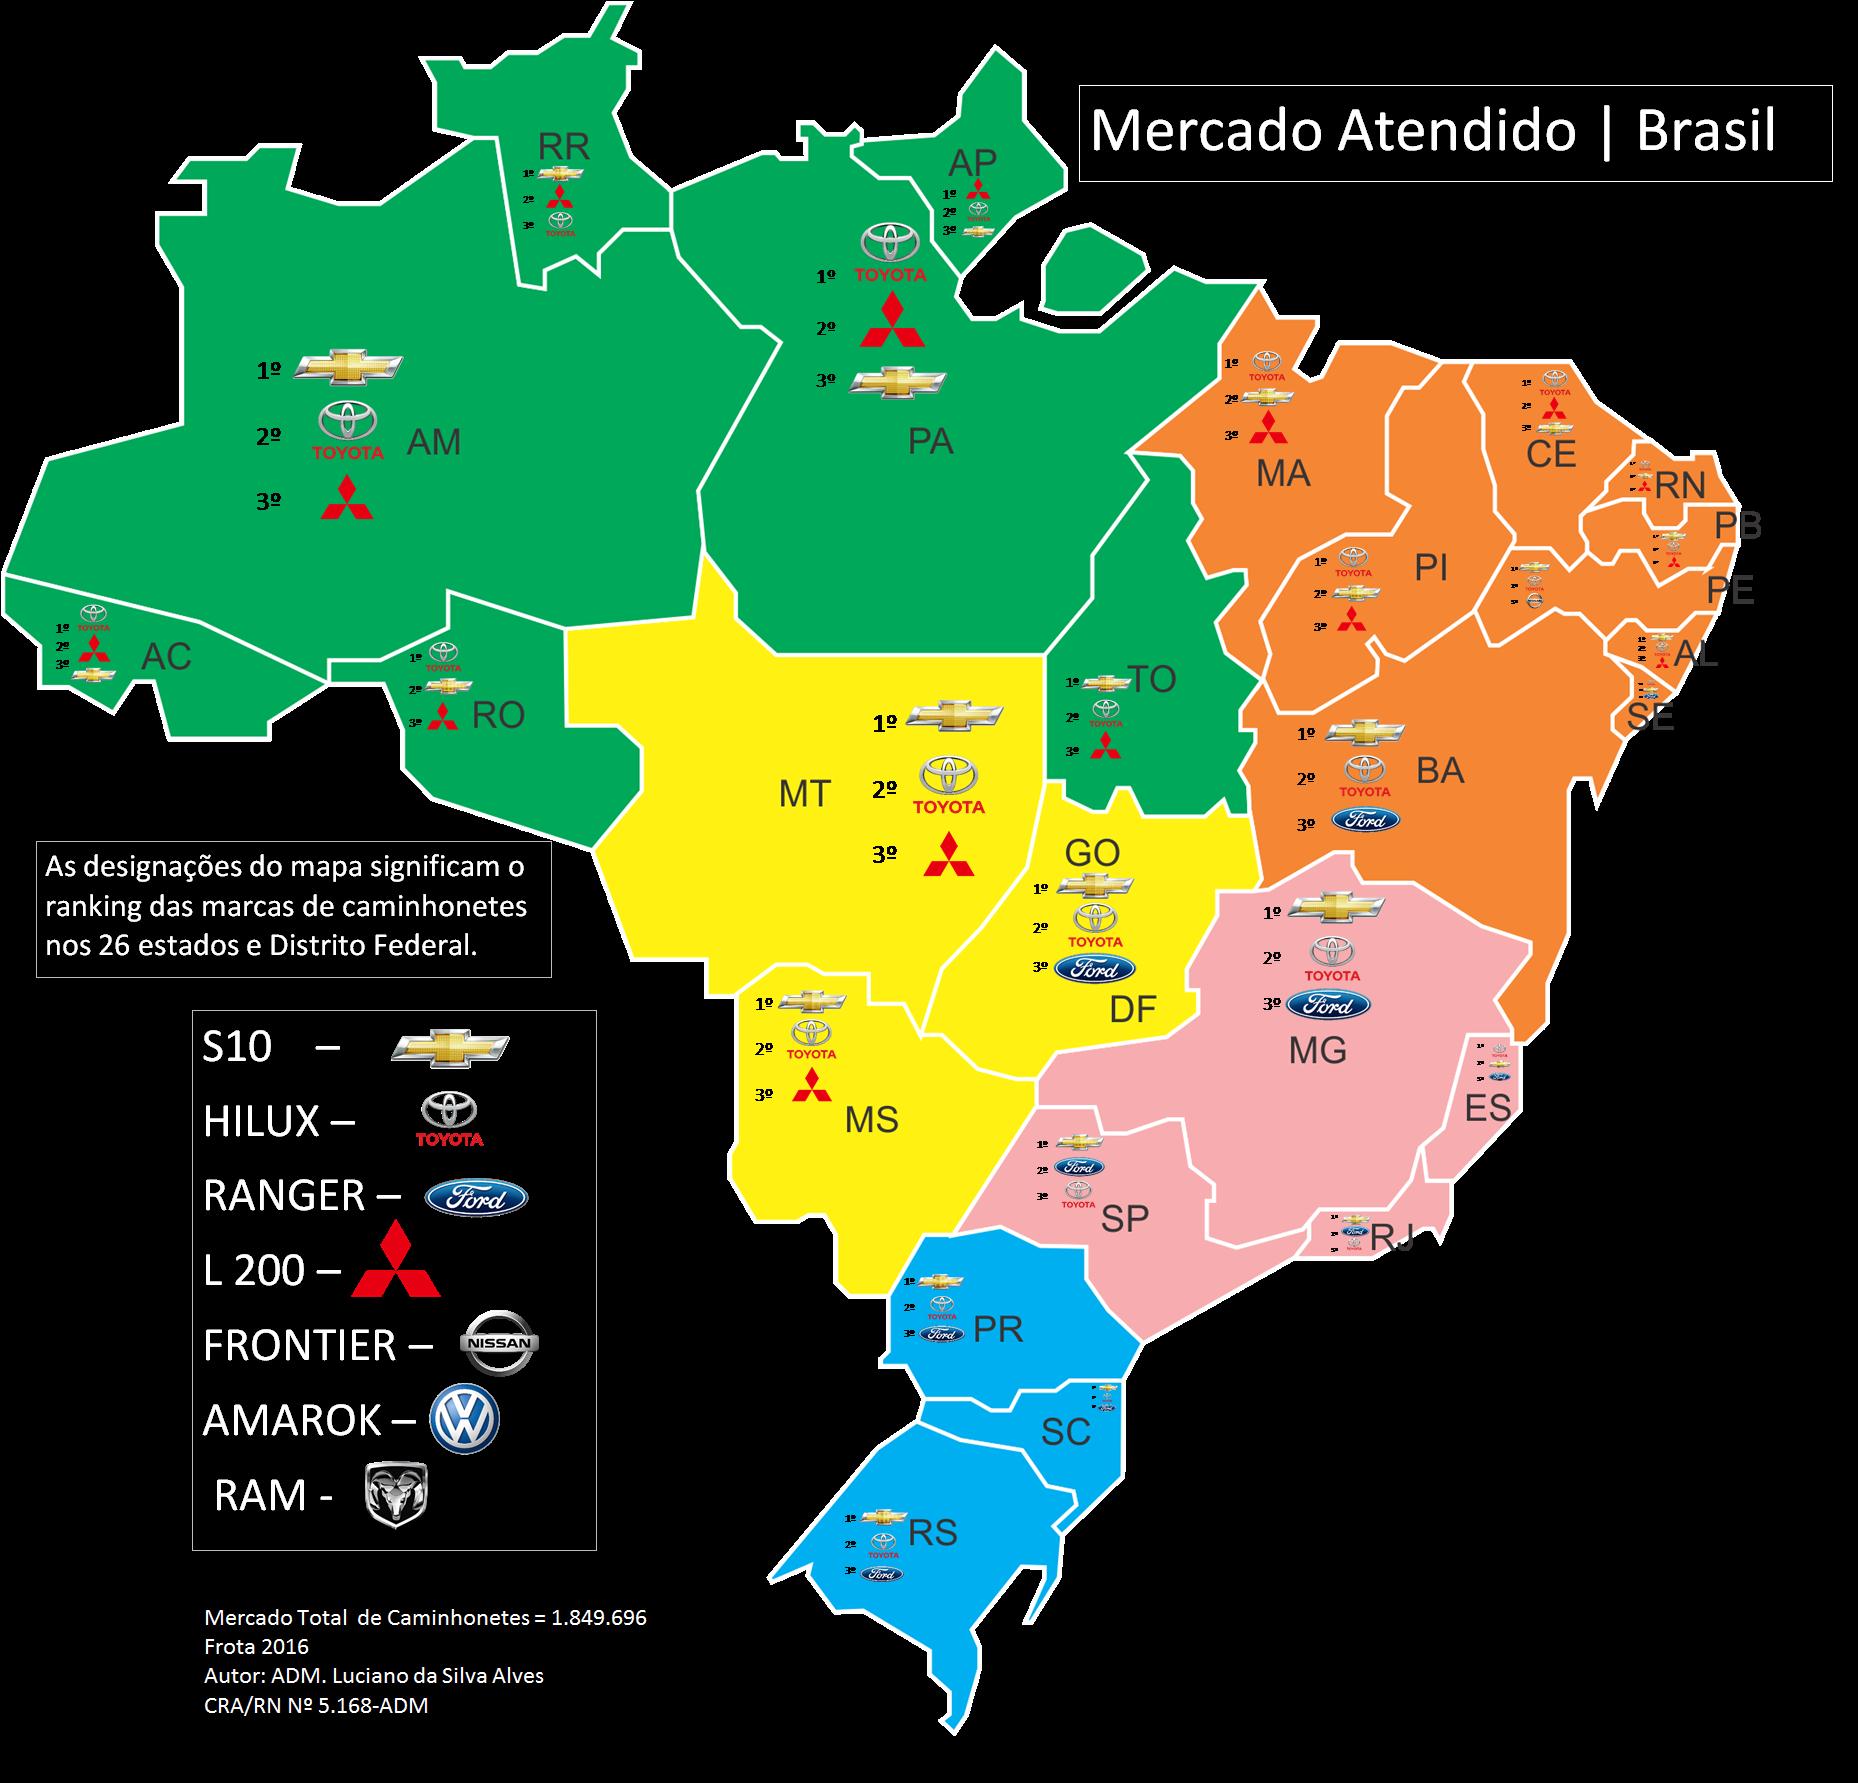 Mercado Atendido | Brasil
RR
1º
2º
3º TOYOTA
AP
1º
2º TOYOTA
3º
1º TOYOTA
2º
3º
PA
1º
2º TOYOTA
3º
AM
1º TOYOTA
2º
3º
MA
1º TOYOTA
2º
3º
CE
RN
PB
PE
1º TOYOTA
2º
3º
PI
AL
SE
1º TOYOTA
2º
3º
AC
1º TOYOTA
2º
3º
RO
1º
2º TOYOTA
3º
MT
1º
2º TOYOTA
3º
TO
1º
2º TOYOTA
3º Ford
BA
GO
1º
2º TOYOTA
3º Ford
DF
1º
2º TOYOTA
3º Ford
MG
1º
2º TOYOTA
3º
MS
ES
1º
2º Ford
3º TOYOTA
SP
RJ
1º
2º TOYOTA
3º Ford
PR
SC
1º
2º TOYOTA
3º Ford
RS
As designações do mapa significam o
ranking das marcas de caminhonetes
nos 26 estados e Distrito Federal.
S10 –
HILUX – TOYOTA
RANGER – Ford
L 200 –
FRONTIER – NISSAN
AMAROK –
RAM -
Mercado Total de Caminhonetes = 1.849.696
Frota 2016
Autor: ADM. Luciano da Silva Alves
CRA/RN Nº 5.168-ADM